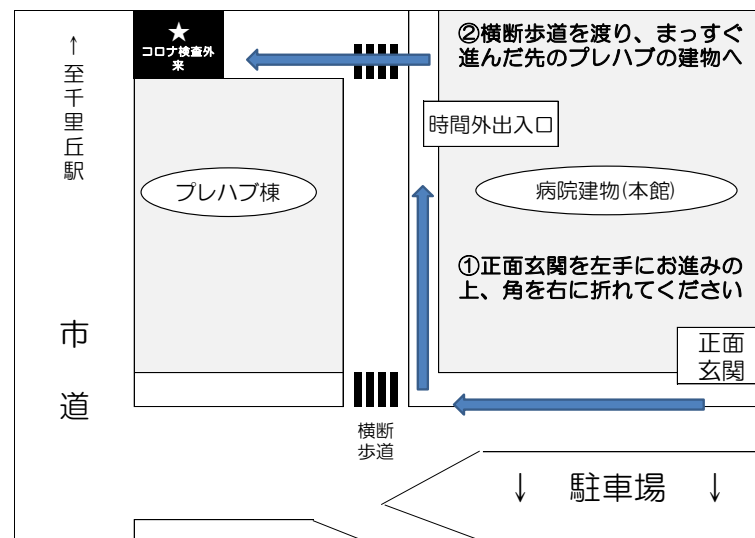 ↑至千里丘駅
市道
★
コロナ検査外
来
②横断歩道を渡り、まっすぐ
進んだ先のプレハブの建物へ
時間外出入口
プレハブ棟
病院建物(本館)
①正面玄関を左手にお進みの
上、角を右に折れてください
正面
玄関
横断
歩道
↓ 駐車場 ↓